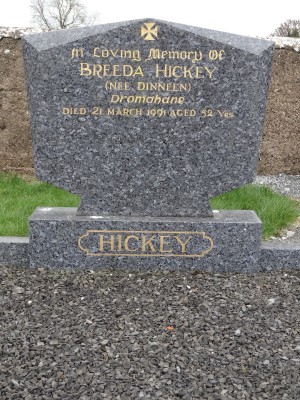 In Loving Memory Of
BREEDA HICKEY
(NEE DINNEEN)
Dromahane
DIED 21 MARCH 1991 AGED 52 Yrs
HICKEY